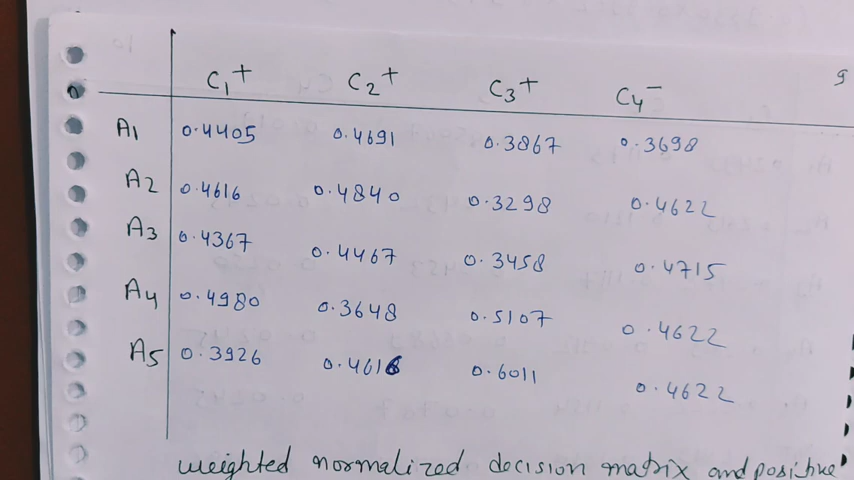 9
C₁⁺ C₂⁺ C₃⁺ C₄⁻
A₁ 0.4405 0.4691 0.3867 0.3698
A₂ 0.4616 0.4840 0.3298 0.4622
A₃ 0.4367 0.4467 0.3458 0.4715
A₄ 0.4980 0.3648 0.5107 0.4622
A₅ 0.3926 0.4616 0.6011 0.4622
weighted normalized decision matrix and positive